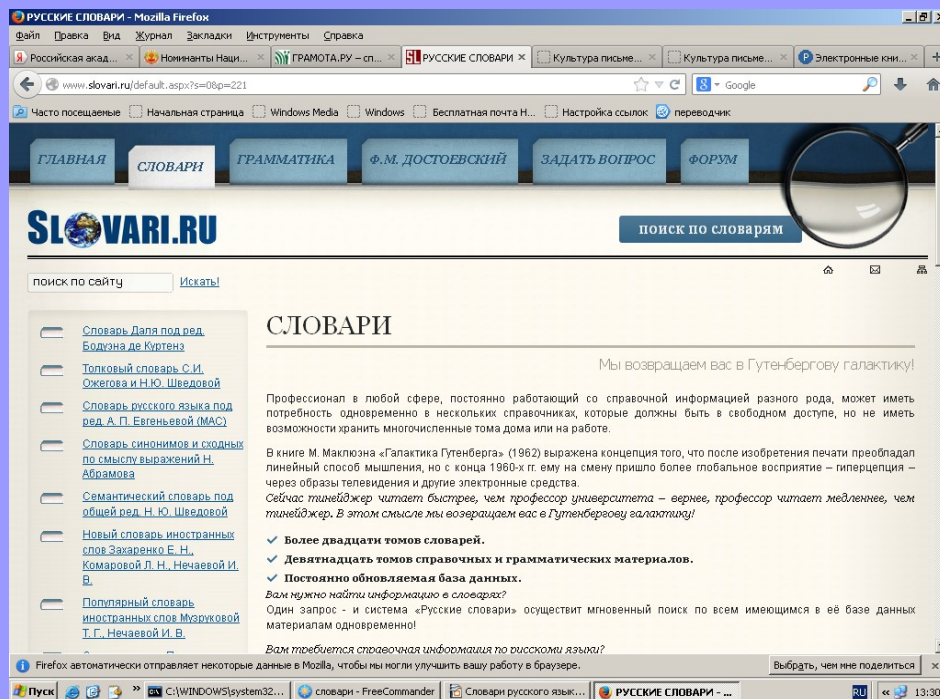 РУССКИЕ СЛОВАРИ - Mozilla Firefox
Файл Правка Вид Журнал Закладки Инструменты Справка
Российская акад... Номинанты Наци... ГРАМОТА.РУ – сп... РУССКИЕ СЛОВАРИ Культура письме... Культура письме... Электронные кни...
www.slovari.ru/default.aspx?s=0&p=221 Google
Часто посещаемые Начальная страница Windows Media Windows Бесплатная почта H... Настройка ссылок переводчик
ГЛАВНАЯ СЛОВАРИ ГРАММАТИКА Ф.М. ДОСТОЕВСКИЙ ЗАДАТЬ ВОПРОС ФОРУМ
SLOVARI.RU
ПОИСК ПО СЛОВАРЯМ
поиск по сайту Искать!
Словарь Даля под ред.
Бодуэна де Куртенэ
Толковый словарь С.И.
Ожегова и Н.Ю. Шведовой
Словарь русского языка под
ред. А. П. Евгеньевой (МАС)
Словарь синонимов и сходных
по смыслу выражений Н.
Абрамова
Семантический словарь под
общей ред. Н. Ю. Шведовой
Новый словарь иностранных
слов Захаренко Е. Н.,
Комаровой Л. Н., Нечаевой И.
В.
Популярный словарь
иностранных слов Музруковой
Т. Г., Нечаевой И. В.
СЛОВАРИ
Мы возвращаем вас в Гутенбергову галактику!
Профессионал в любой сфере, постоянно работающий со справочной информацией разного рода, может иметь
потребность одновременно в нескольких справочниках, которые должны быть в свободном доступе, но не иметь
возможности хранить многочисленные тома дома или на работе.
В книге М. Маклюэна «Галактика Гутенберга» (1962) выражена концепция того, что после изобретения печати преобладал
линейный способ мышления, но с конца 1960-х гг. ему на смену пришло более глобальное восприятие – гиперцепция –
через образы телевидения и другие электронные средства.
Сейчас тинейджер читает быстрее, чем профессор университета – вернее, профессор читает медленнее, чем
тинейджер. В этом смысле мы возвращаем вас в Гутенбергову галактику!
Более двадцати томов словарей.
Девятнадцать томов справочных и грамматических материалов.
Постоянно обновляемая база данных.
Вам нужно найти информацию в словарях?
Один запрос - и система «Русские словари» осуществит мгновенный поиск по всем имеющимся в её базе данных
материалам одновременно!
Вам требуется справочная информация по русскому языку?
Firefox автоматически отправляет некоторые данные в Mozilla, чтобы мы могли улучшить вашу работу в браузере. Выбрать, чем мне поделиться
Пуск C:\WINDOWS\system32... словари - FreeCommander Словари русского язык... РУССКИЕ СЛОВАРИ - ... RU 13:30